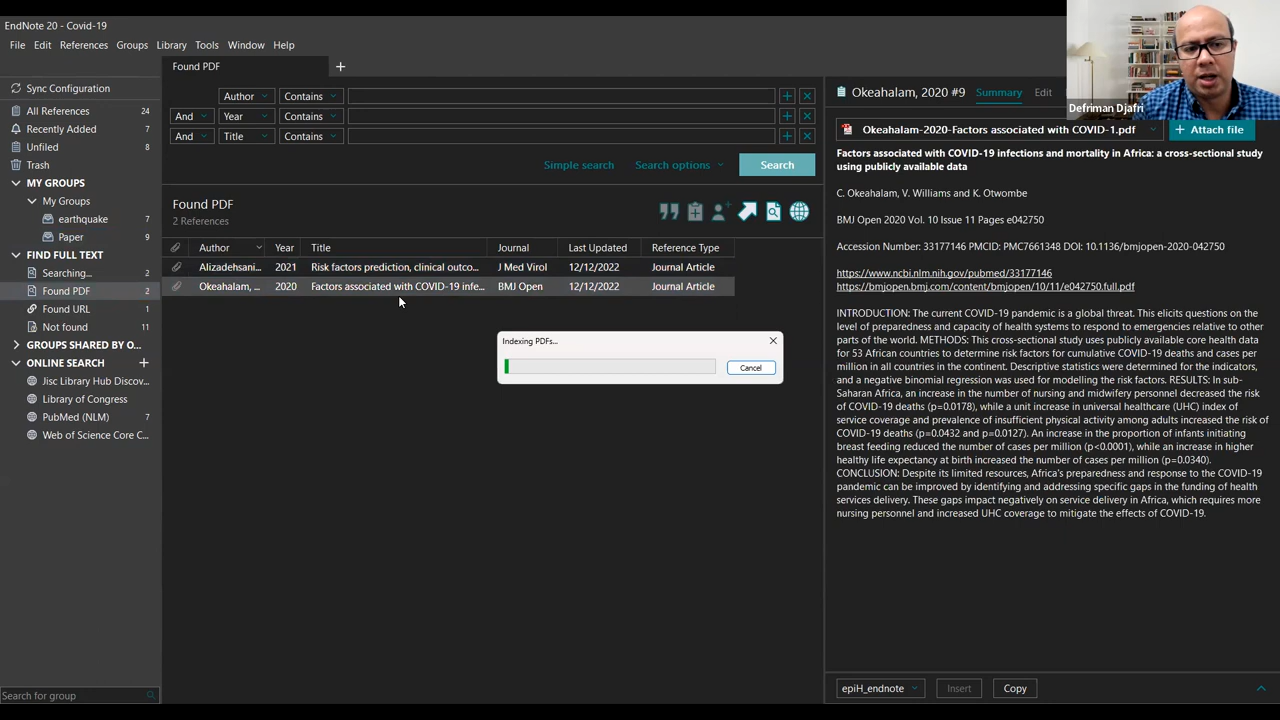 EndNote 20 - Covid-19
File Edit References Groups Library Tools Window Help
Sync Configuration
All References 24
Recently Added 7
Unfiled 8
Trash
MY GROUPS
My Groups
earthquake 7
Paper 9
FIND FULL TEXT
Searching... 2
Found PDF 2
Found URL 1
Not found 11
GROUPS SHARED BY O...
ONLINE SEARCH +
Jisc Library Hub Discov...
Library of Congress
PubMed (NLM) 7
Web of Science Core C...
Search for group
Found PDF +
Author Contains
And Year Contains
And Title Contains
Simple search Search options Search
Found PDF
2 References
Author Year Title Journal Last Updated Reference Type
Alizadehsani... 2021 Risk factors prediction, clinical outco... J Med Virol 12/12/2022 Journal Article
Okeahalam, ... 2020 Factors associated with COVID-19 infe... BMJ Open 12/12/2022 Journal Article
Indexing PDFs...
Cancel
Okeahalam, 2020 #9 Summary Edit
Defriman Djafri
Okeahalam-2020-Factors associated with COVID-1.pdf + Attach file
Factors associated with COVID-19 infections and mortality in Africa: a cross-sectional study
using publicly available data
C. Okeahalam, V. Williams and K. Otwombe
BMJ Open 2020 Vol. 10 Issue 11 Pages e042750
Accession Number: 33177146 PMCID: PMC7661348 DOI: 10.1136/bmjopen-2020-042750
https://www.ncbi.nlm.nih.gov/pubmed/33177146
https://bmjopen.bmj.com/content/bmjopen/10/11/e042750.full.pdf
INTRODUCTION: The current COVID-19 pandemic is a global threat. This elicits questions on the
level of preparedness and capacity of health systems to respond to emergencies relative to other
parts of the world. METHODS: This cross-sectional study uses publicly available core health data
for 53 African countries to determine risk factors for cumulative COVID-19 deaths and cases per
million in all countries in the continent. Descriptive statistics were determined for the indicators,
and a negative binomial regression was used for modelling the risk factors. RESULTS: In sub-
Saharan Africa, an increase in the number of nursing and midwifery personnel decreased the risk
of COVID-19 deaths (p=0.0178), while a unit increase in universal healthcare (UHC) index of
service coverage and prevalence of insufficient physical activity among adults increased the risk of
COVID-19 deaths (p=0.0432 and p=0.0127). An increase in the proportion of infants initiating
breast feeding reduced the number of cases per million (p<0.0001), while an increase in higher
healthy life expectancy at birth increased the number of cases per million (p=0.0340).
CONCLUSION: Despite its limited resources, Africa's preparedness and response to the COVID-19
pandemic can be improved by identifying and addressing specific gaps in the funding of health
services delivery. These gaps impact negatively on service delivery in Africa, which requires more
nursing personnel and increased UHC coverage to mitigate the effects of COVID-19.
epiH_endnote Insert Copy